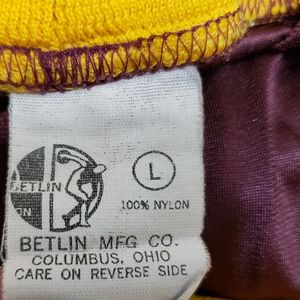 BETLIN
L
100% NYLON
BETLIN MFG CO.
COLUMBUS, OHIO
CARE ON REVERSE SIDE